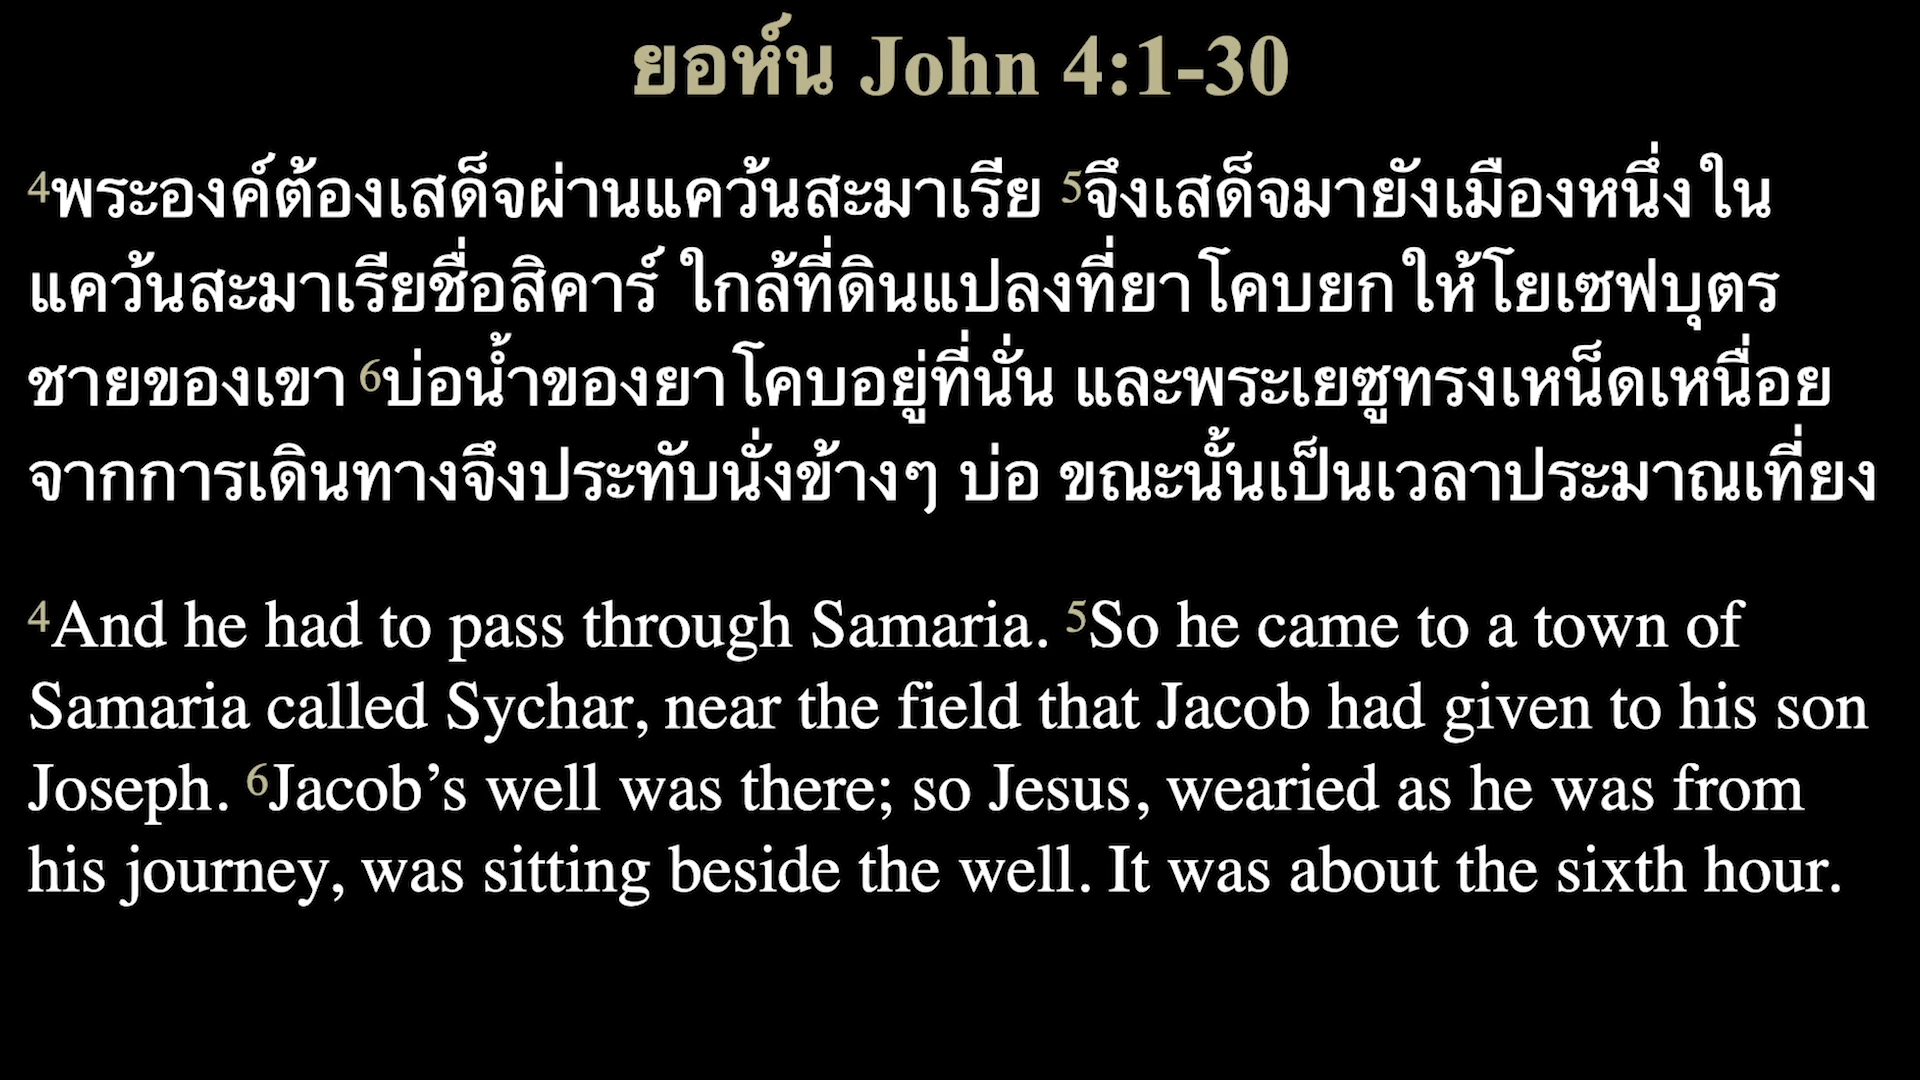 ยอห์น John 4:1-30
4พระองค์ต้องเสด็จผ่านแคว้นสะมาเรีย 5จึงเสด็จมายังเมืองหนึ่งใน
แคว้นสะมาเรียชื่อสิคาร์ ใกล้ที่ดินแปลงที่ยาโคบยกให้โยเซฟบุตร
ชายของเขา 6บ่อน้ำของยาโคบอยู่ที่นั่น และพระเยซูทรงเหน็ดเหนื่อย
จากการเดินทางจึงประทับนั่งข้างๆ บ่อ ขณะนั้นเป็นเวลาประมาณเที่ยง
4And he had to pass through Samaria. 5So he came to a town of
Samaria called Sychar, near the field that Jacob had given to his son
Joseph. 6Jacob’s well was there; so Jesus, wearied as he was from
his journey, was sitting beside the well. It was about the sixth hour.